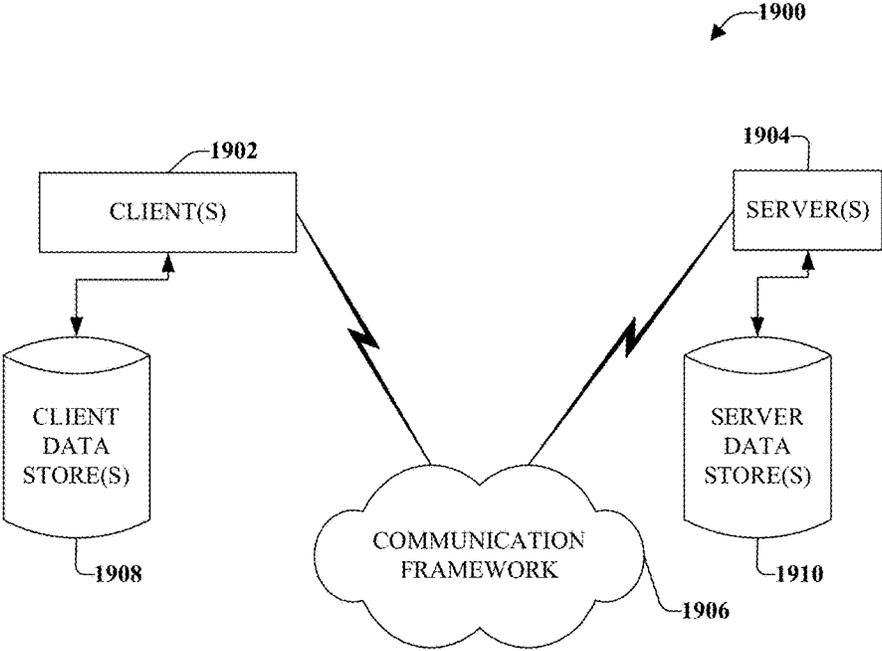 1900
1902
1904
CLIENT(S)
SERVER(S)
CLIENT
DATA
STORE(S)
SERVER
DATA
STORE(S)
COMMUNICATION
FRAMEWORK
1908
1910
1906